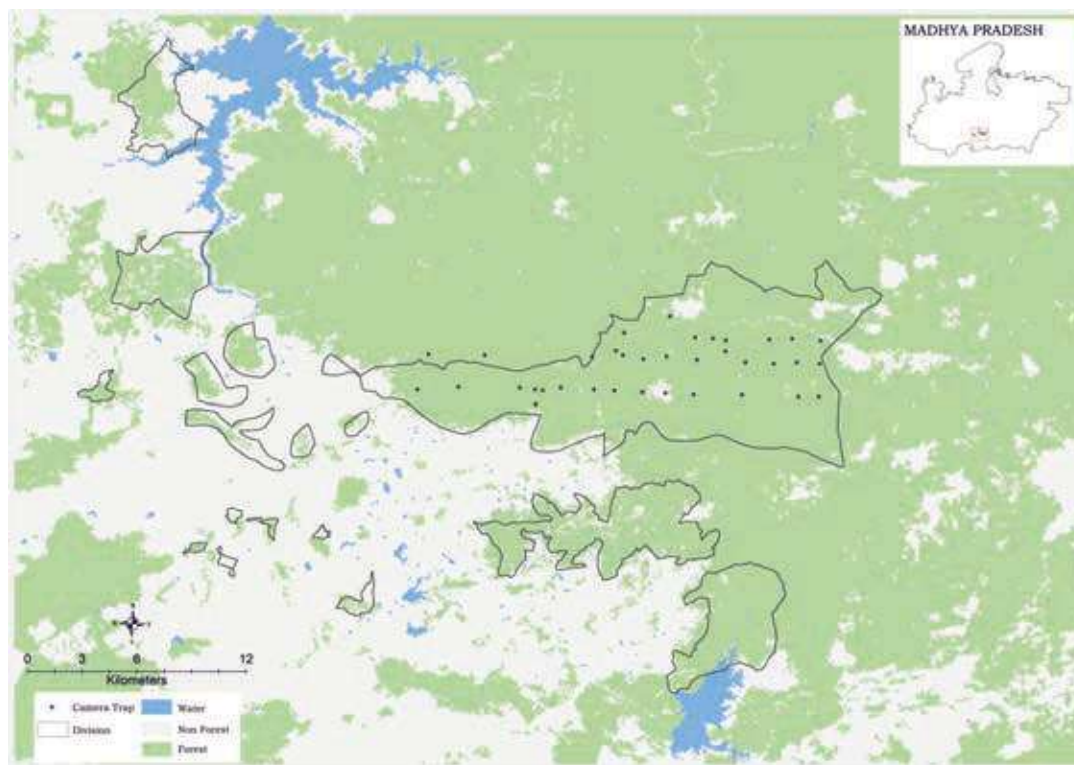 MADHYA PRADESH
0 3 6 12
Kilometers
Camera Trap
Water
Division
Non Forest
Forest